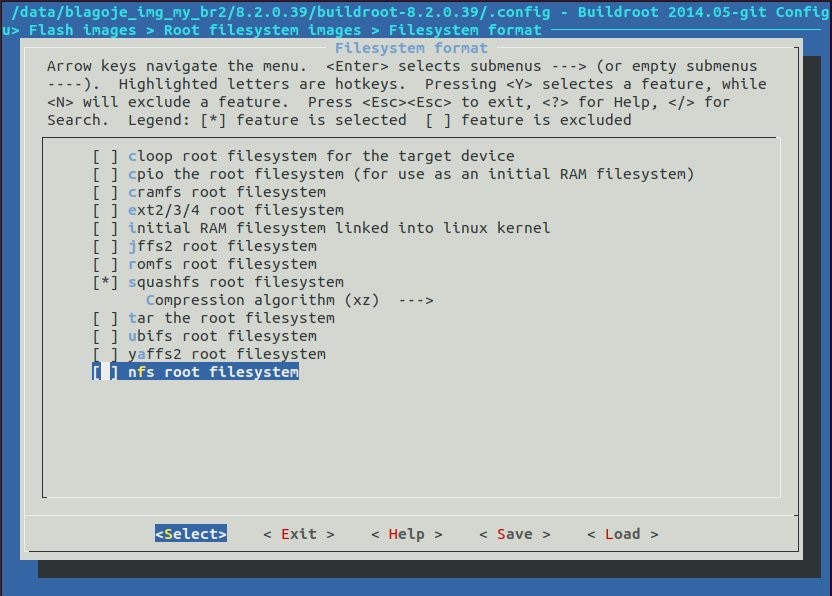 /data/blagoje_img_my_br2/8.2.0.39/buildroot-8.2.0.39/.config - Buildroot 2014.05-git Config
u> Flash images > Root filesystem images > Filesystem format
Filesystem format
Arrow keys navigate the menu.  <Enter> selects submenus ---> (or empty submenus
----).  Highlighted letters are hotkeys.  Pressing <Y> selectes a feature, while
<N> will exclude a feature.  Press <Esc><Esc> to exit, <?> for Help, </> for
Search.  Legend: [*] feature is selected  [ ] feature is excluded
[ ] cloop root filesystem for the target device
[ ] cpio the root filesystem (for use as an initial RAM filesystem)
[ ] cramfs root filesystem
[ ] ext2/3/4 root filesystem
[ ] initial RAM filesystem linked into linux kernel
[ ] jffs2 root filesystem
[ ] romfs root filesystem
[*] squashfs root filesystem
Compression algorithm (xz)  --->
[ ] tar the root filesystem
[ ] ubifs root filesystem
[ ] yaffs2 root filesystem
[ ] nfs root filesystem
<Select>    < Exit >    < Help >    < Save >    < Load >